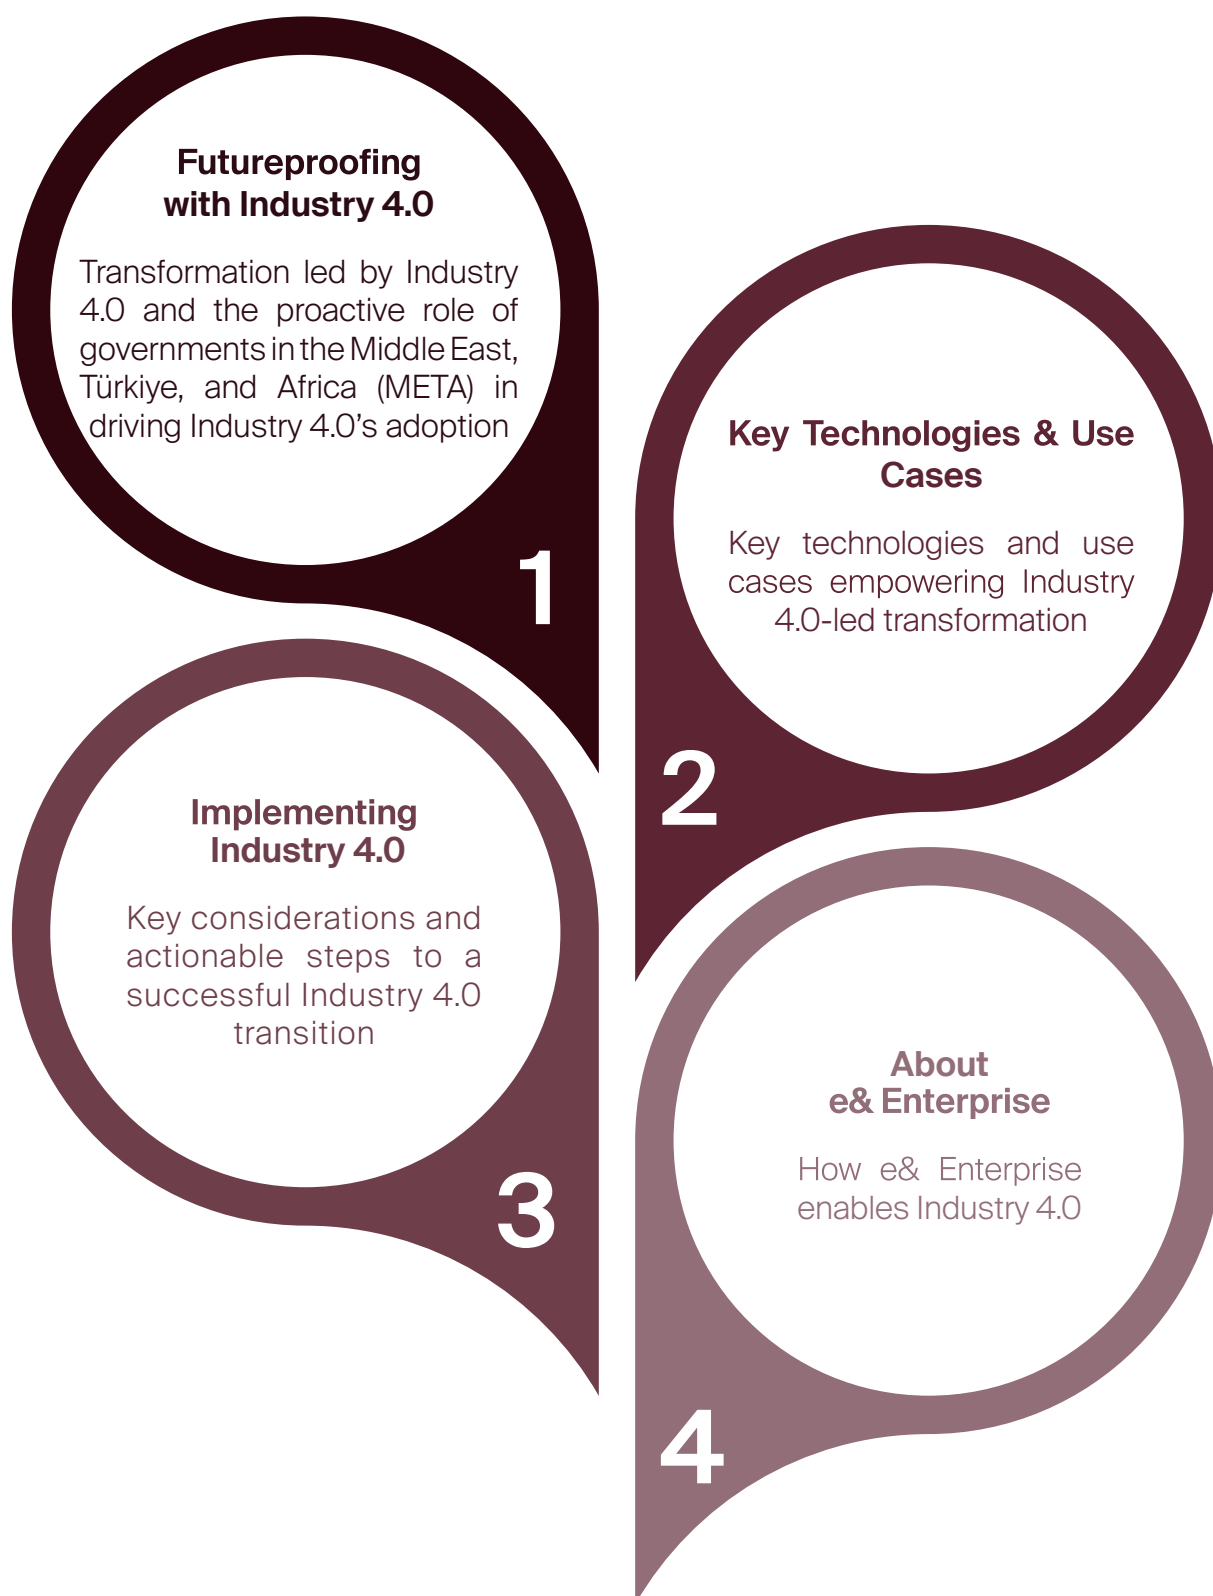 Futureproofing
with Industry 4.0
Transformation led by Industry
4.0 and the proactive role of
governments in the Middle East,
Türkiye, and Africa (META) in
driving Industry 4.0’s adoption
1
Key Technologies & Use
Cases
Key technologies and use
cases empowering Industry
4.0-led transformation
2
Implementing
Industry 4.0
Key considerations and
actionable steps to a
successful Industry 4.0
transition
3
About
e& Enterprise
How e& Enterprise
enables Industry 4.0
4